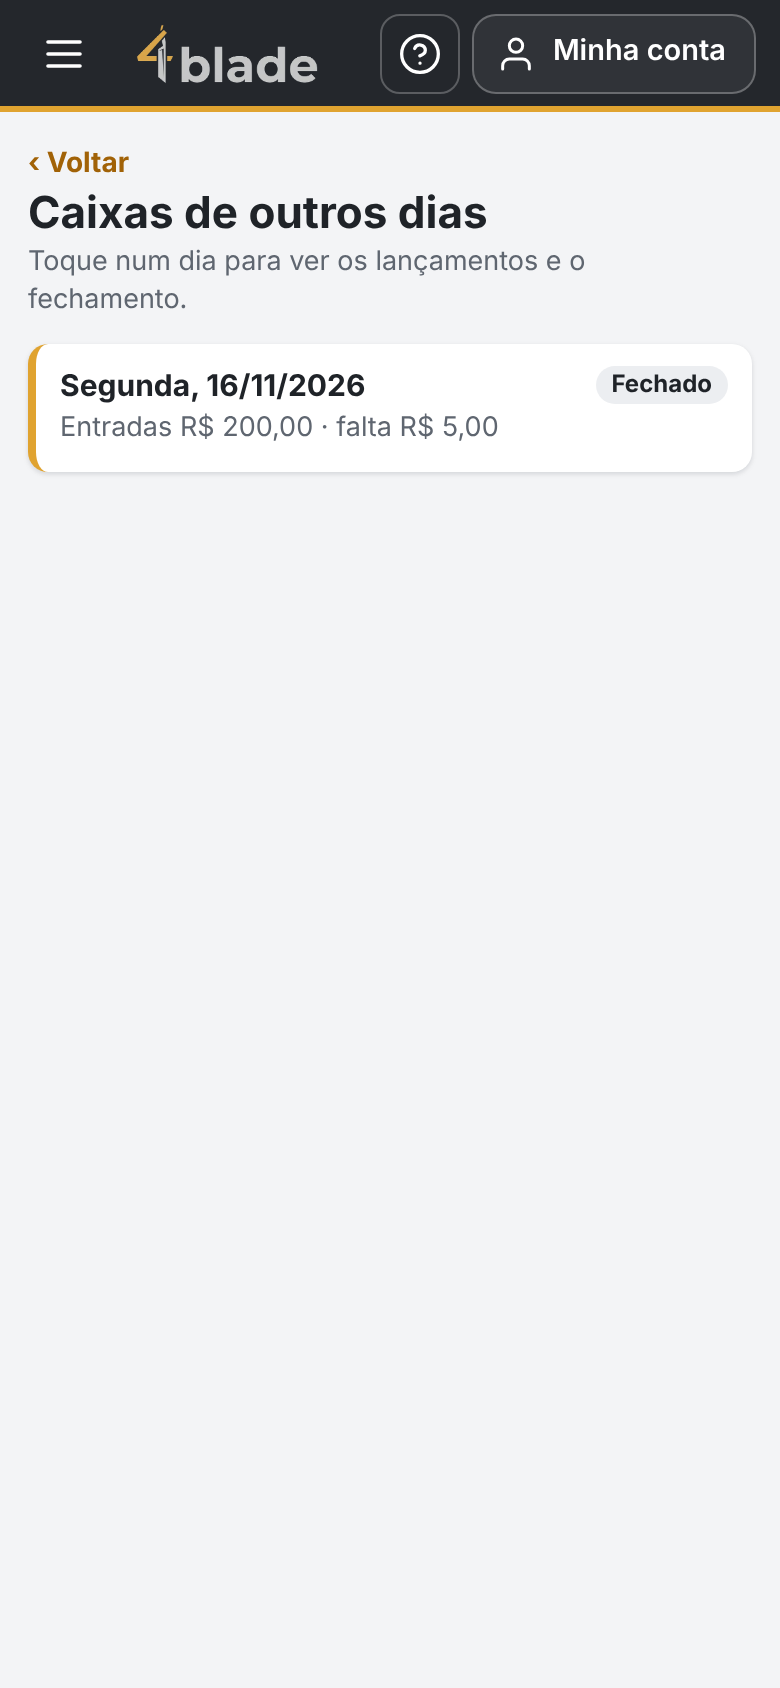 4blade
Minha conta
‹ Voltar
Caixas de outros dias
Toque num dia para ver os lançamentos e o
fechamento.
Segunda, 16/11/2026
Fechado
Entradas R$ 200,00 · falta R$ 5,00